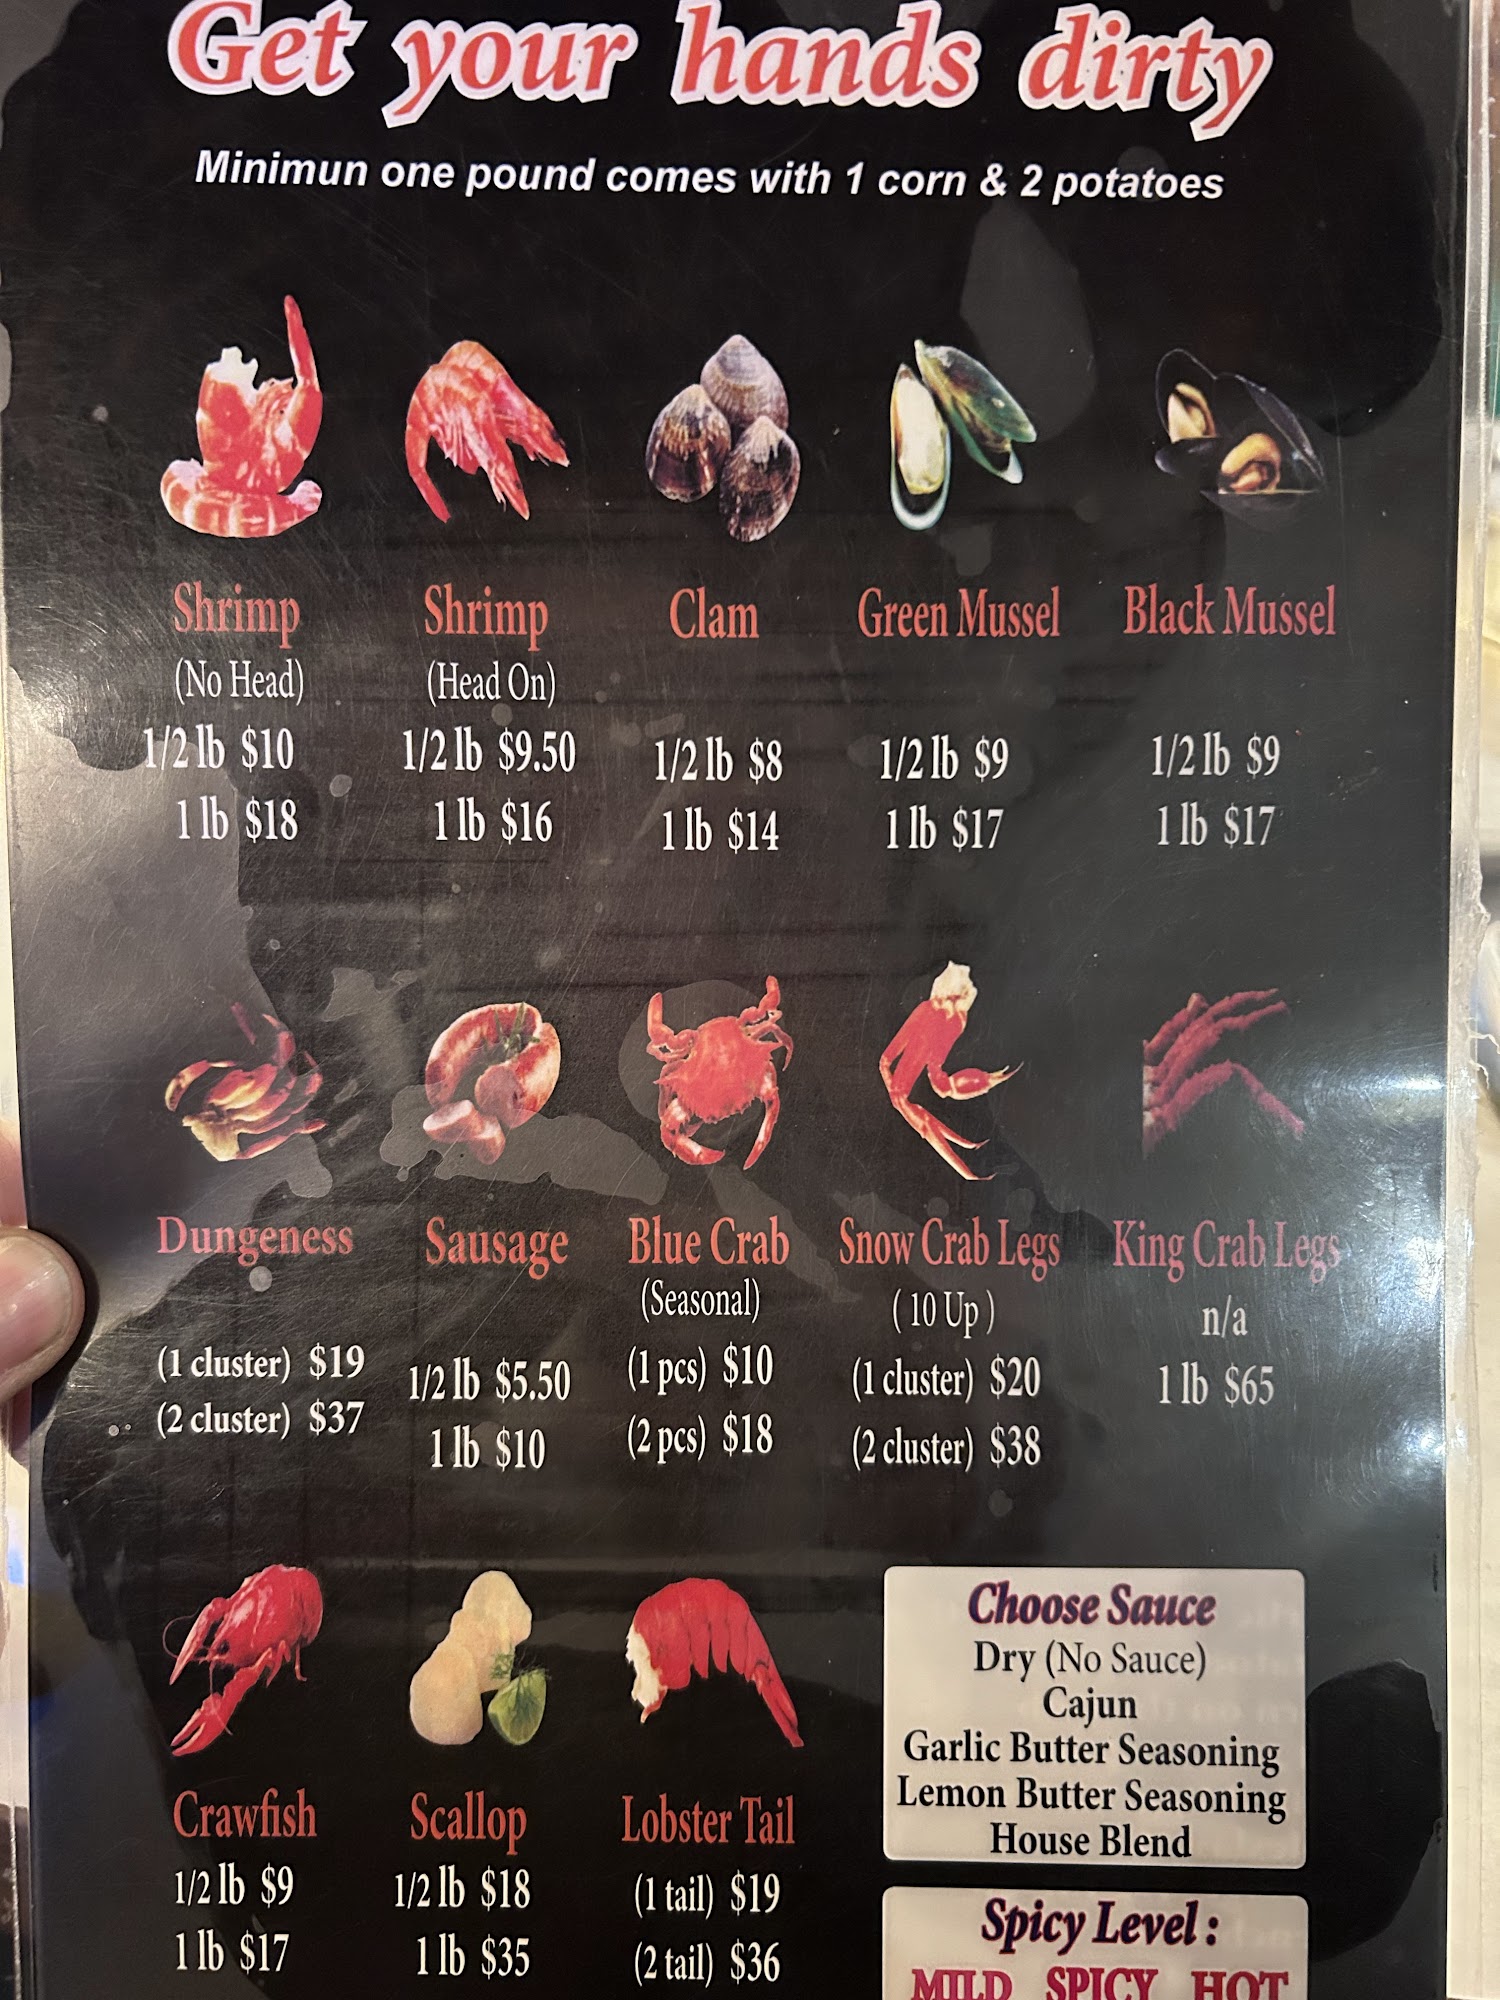 Get your hands dirty
Minimun one pound comes with 1 corn & 2 potatoes
Shrimp
(No Head)
1/2 lb $10
1 lb $18
Shrimp
(Head On)
1/2 lb $9.50
1 lb $16
Clam
1/2 lb $8
1 lb $14
Green Mussel
1/2 lb $9
1 lb $17
Black Mussel
1/2 lb $9
1 lb $17
Dungeness
(1 cluster) $19
(2 cluster) $37
Sausage
1/2 lb $5.50
1 lb $10
Blue Crab
(Seasonal)
(1 pcs) $10
(2 pcs) $18
Snow Crab Legs
( 10 Up )
(1 cluster) $20
(2 cluster) $38
King Crab Legs
n/a
1 lb $65
Crawfish
1/2 lb $9
1 lb $17
Scallop
1/2 lb $18
1 lb $35
Lobster Tail
(1 tail) $19
(2 tail) $36
Choose Sauce
Dry (No Sauce)
Cajun
Garlic Butter Seasoning
Lemon Butter Seasoning
House Blend
Spicy Level :
MILD SPICY HOT